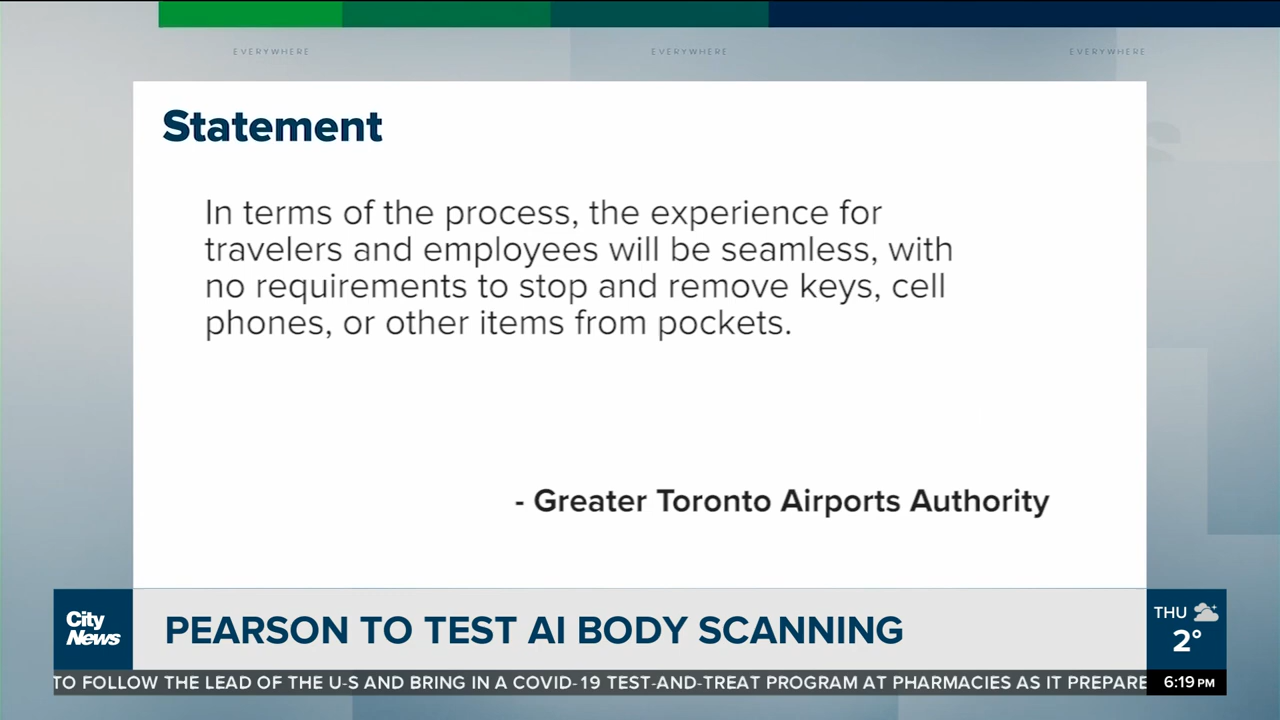 EVERYWHERE EVERYWHERE EVERYWHERE
Statement
In terms of the process, the experience for
travelers and employees will be seamless, with
no requirements to stop and remove keys, cell
phones, or other items from pockets.
- Greater Toronto Airports Authority
City
News
PEARSON TO TEST AI BODY SCANNING
THU
2°
TO FOLLOW THE LEAD OF THE U-S AND BRING IN A COVID-19 TEST-AND-TREAT PROGRAM AT PHARMACIES AS IT PREPARE
6:19 PM